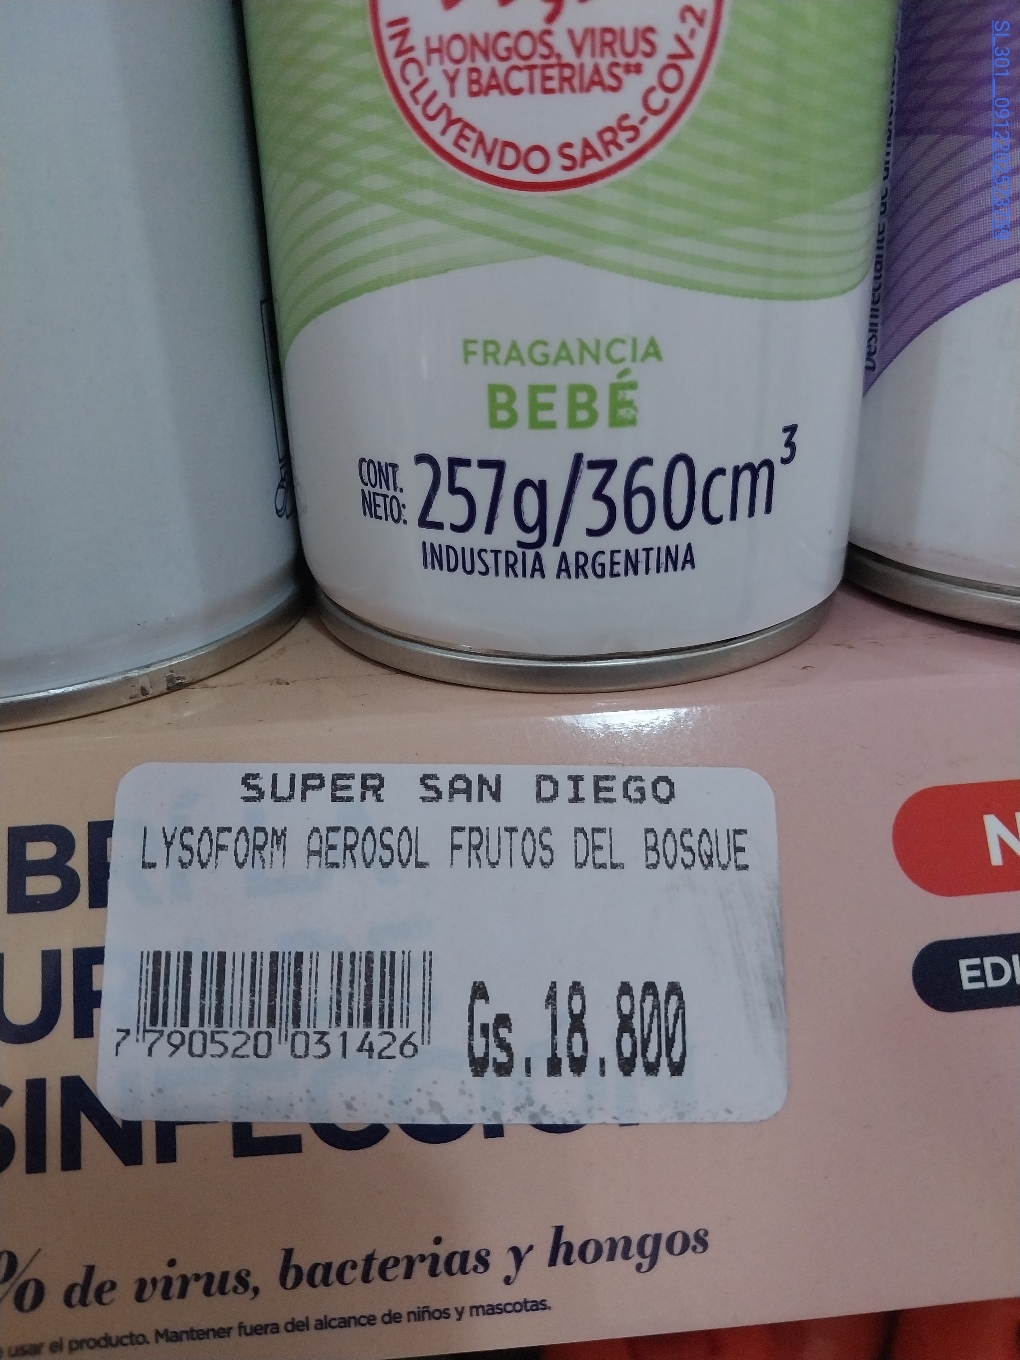 HONGOS, VIRUS
Y BACTERIAS**
INCLUYENDO SARS-COV-2
FRAGANCIA
BEBÉ
CONT.
NETO: 257g/360cm³
INDUSTRIA ARGENTINA
Desinfectante de
SUPER SAN DIEGO
LYSOFORM AEROSOL FRUTOS DEL BOSQUE
7 790520 031426
Gs.18.800
% de virus, bacterias y hongos
usar el producto. Mantener fuera del alcance de niños y mascotas.